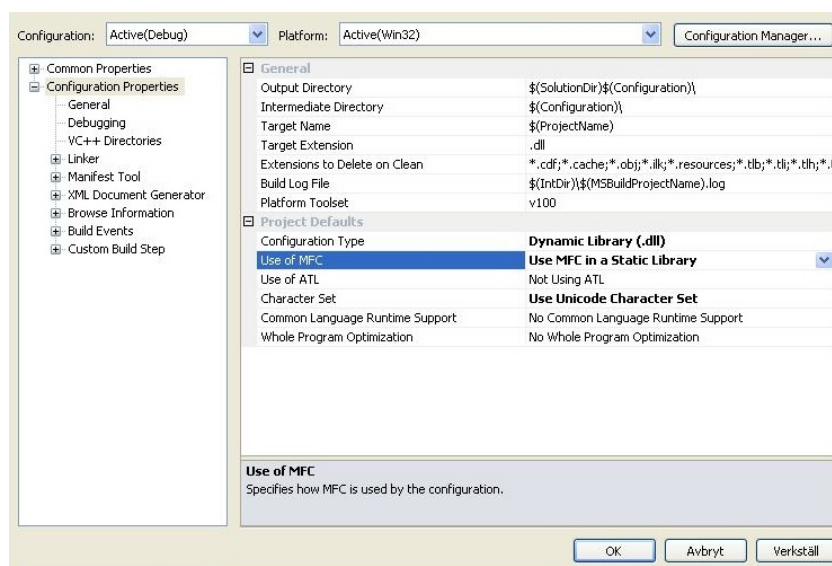 Configuration: Active(Debug) Platform: Active(Win32) Configuration Manager...
Common Properties
Configuration Properties
General
Debugging
VC++ Directories
Linker
Manifest Tool
XML Document Generator
Browse Information
Build Events
Custom Build Step
General
Output Directory $(SolutionDir)$(Configuration)\
Intermediate Directory $(Configuration)\
Target Name $(ProjectName)
Target Extension .dll
Extensions to Delete on Clean *.cdf;*.cache;*.obj;*.ilk;*.resources;*.tlb;*.tli;*.tlh;*.
Build Log File $(IntDir)\$(MSBuildProjectName).log
Platform Toolset v100
Project Defaults
Configuration Type Dynamic Library (.dll)
Use of MFC Use MFC in a Static Library
Use of ATL Not Using ATL
Character Set Use Unicode Character Set
Common Language Runtime Support No Common Language Runtime Support
Whole Program Optimization No Whole Program Optimization
Use of MFC
Specifies how MFC is used by the configuration.
OK Avbryt Verkställ